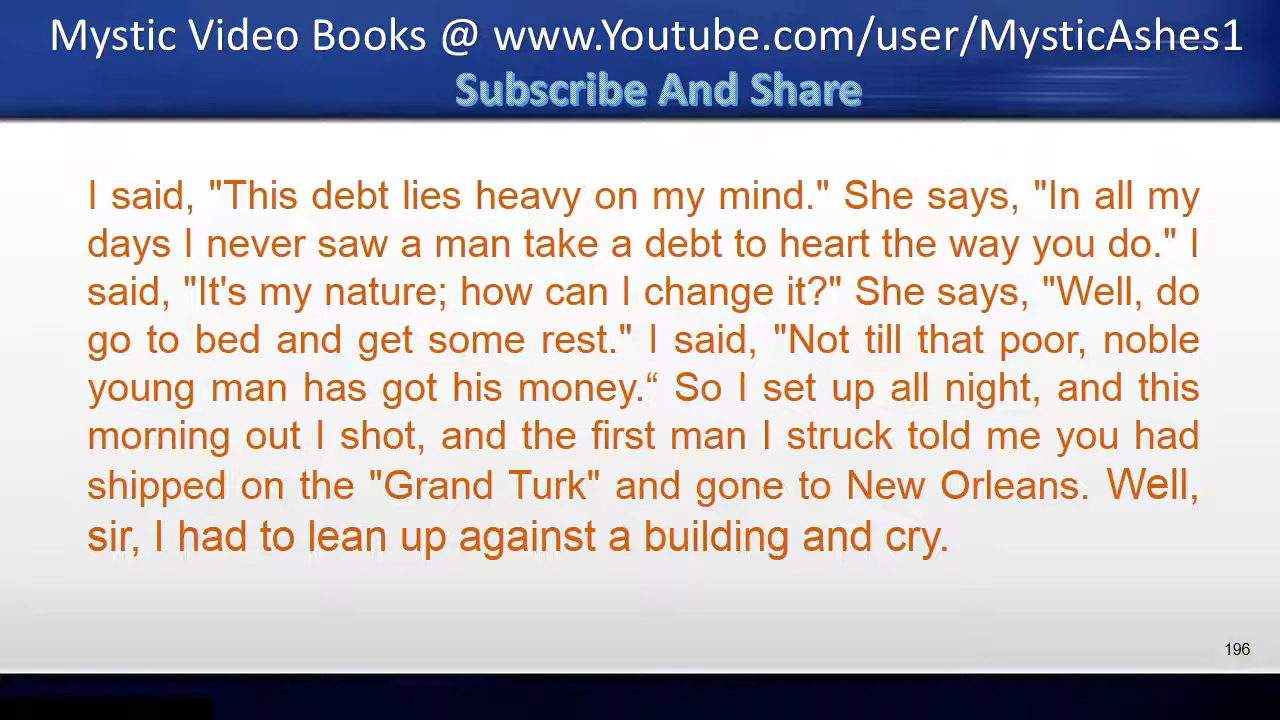 Mystic Video Books @ www.Youtube.com/user/MysticAshes1
Subscribe And Share
I said, "This debt lies heavy on my mind." She says, "In all my
days I never saw a man take a debt to heart the way you do." I
said, "It's my nature; how can I change it?" She says, "Well, do
go to bed and get some rest." I said, "Not till that poor, noble
young man has got his money.“ So I set up all night, and this
morning out I shot, and the first man I struck told me you had
shipped on the "Grand Turk" and gone to New Orleans. Well,
sir, I had to lean up against a building and cry.
196